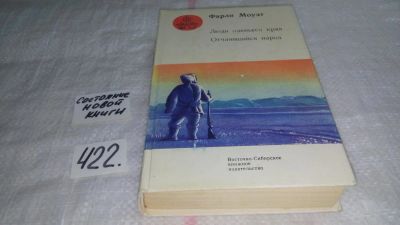 Фарли Моуэт
Люди оленьего края
Отчаявшийся народ
Восточно-Сибирское
книжное
издательство
Состояние
новой
книги
422.